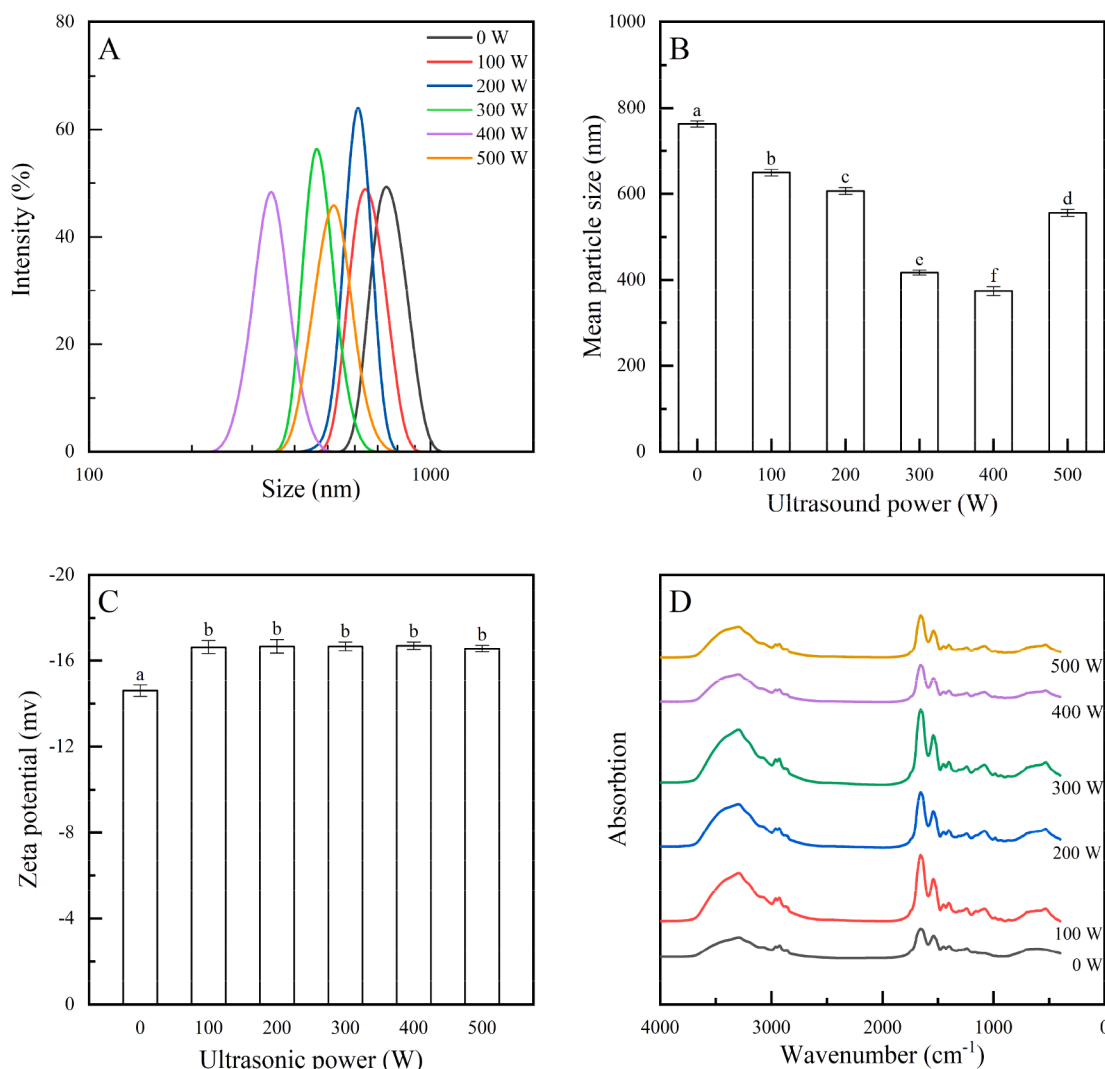 A
80
60
40
20
0
Intensity (%)
0 W
100 W
200 W
300 W
400 W
500 W
100
1000
Size (nm)
B
1000
800
600
400
200
0
Mean particle size (nm)
a
b
c
e
f
d
0 100 200 300 400 500
Ultrasound power (W)
C
-20
-16
-12
-8
-4
0
Zeta potential (mv)
a
b
b
b
b
b
0 100 200 300 400 500
Ultrasonic power (W)
D
Absorbtion
500 W
400 W
300 W
200 W
100 W
0 W
4000 3000 2000 1000 0
Wavenumber (cm⁻¹)